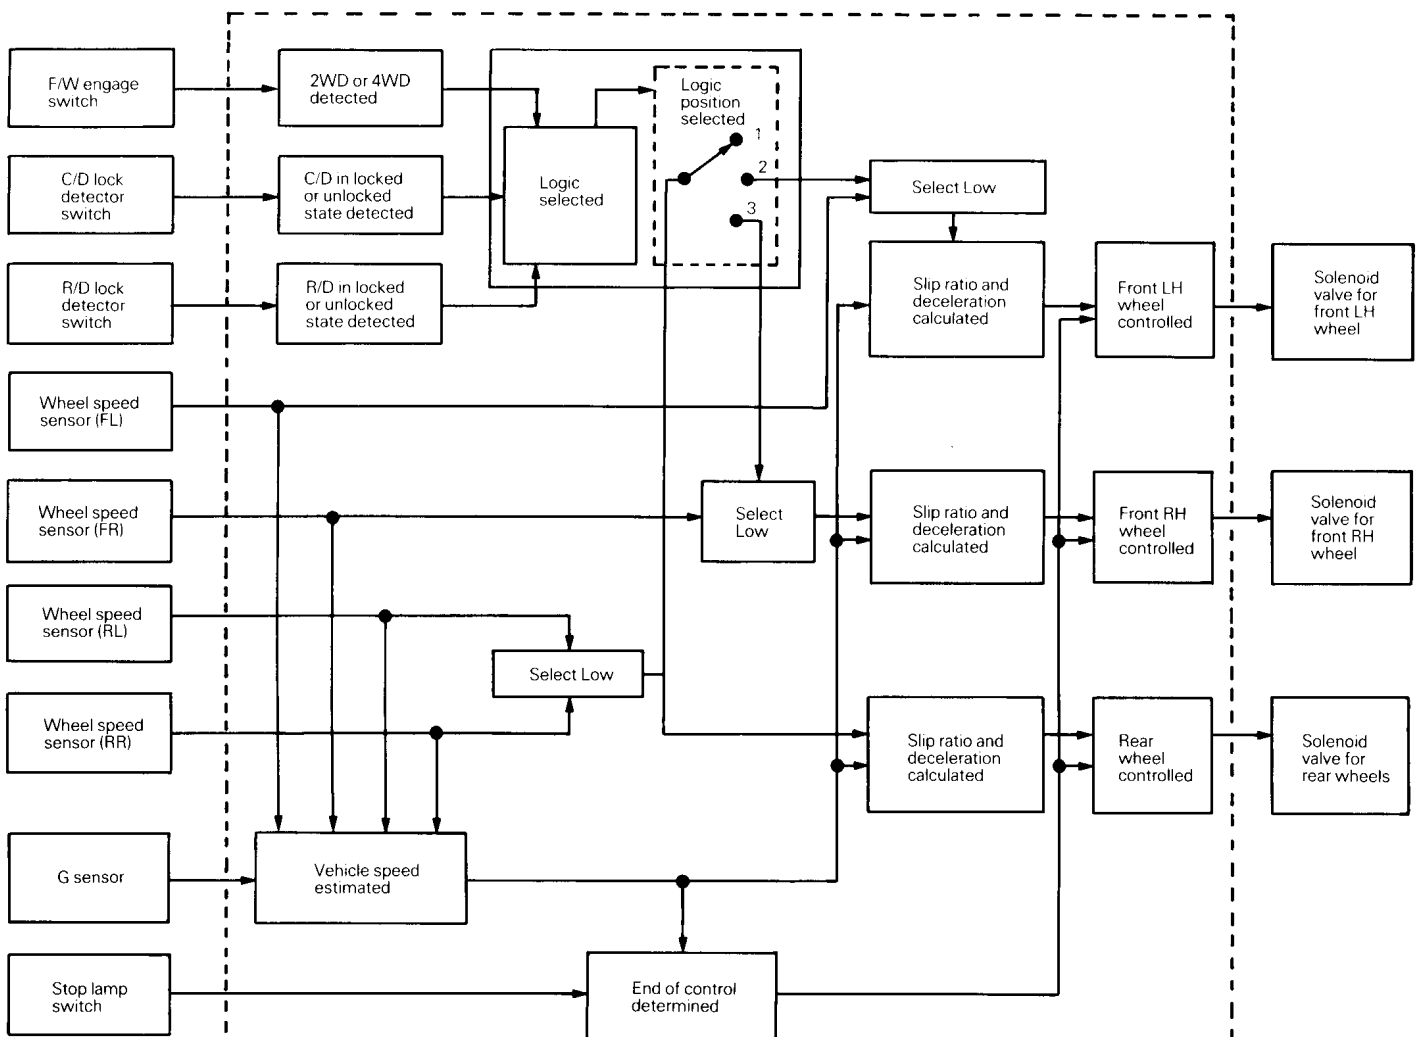 F/W engage
switch
2WD or 4WD
detected
Logic
position
selected
1
2
3
C/D lock
detector
switch
C/D in locked
or unlocked
state detected
Logic
selected
Select Low
R/D lock
detector
switch
R/D in locked
or unlocked
state detected
Slip ratio and
deceleration
calculated
Front LH
wheel
controlled
Solenoid
valve for
front LH
wheel
Wheel speed
sensor (FL)
Wheel speed
sensor (FR)
Select
Low
Slip ratio and
deceleration
calculated
Front RH
wheel
controlled
Solenoid
valve for
front RH
wheel
Wheel speed
sensor (RL)
Select Low
Wheel speed
sensor (RR)
Slip ratio and
deceleration
calculated
Rear
wheel
controlled
Solenoid
valve for
rear wheels
G sensor
Vehicle speed
estimated
Stop lamp
switch
End of control
determined